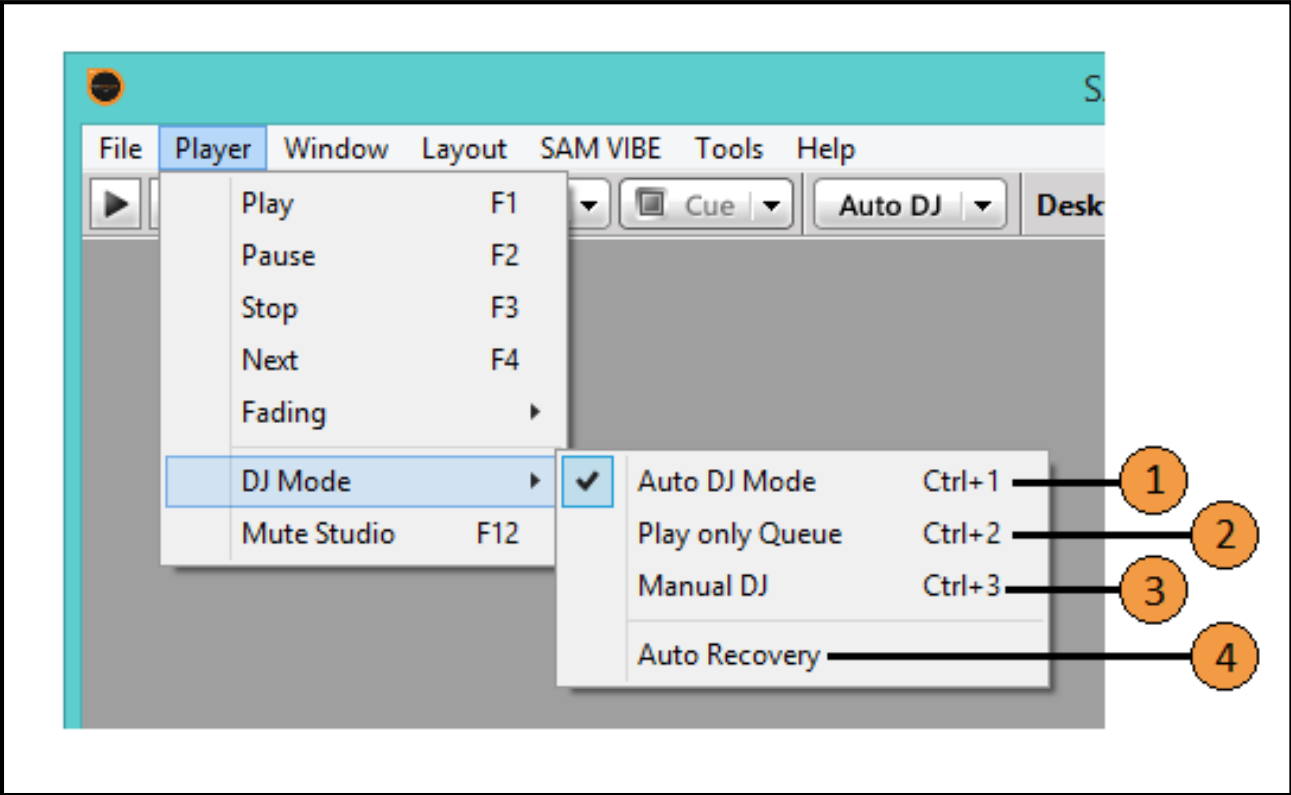 S.
File Player Window Layout SAM VIBE Tools Help
Cue Auto DJ Desk
Play F1
Pause F2
Stop F3
Next F4
Fading
DJ Mode
Mute Studio F12
Auto DJ Mode Ctrl+1 1
Play only Queue Ctrl+2 2
Manual DJ Ctrl+3 3
Auto Recovery 4